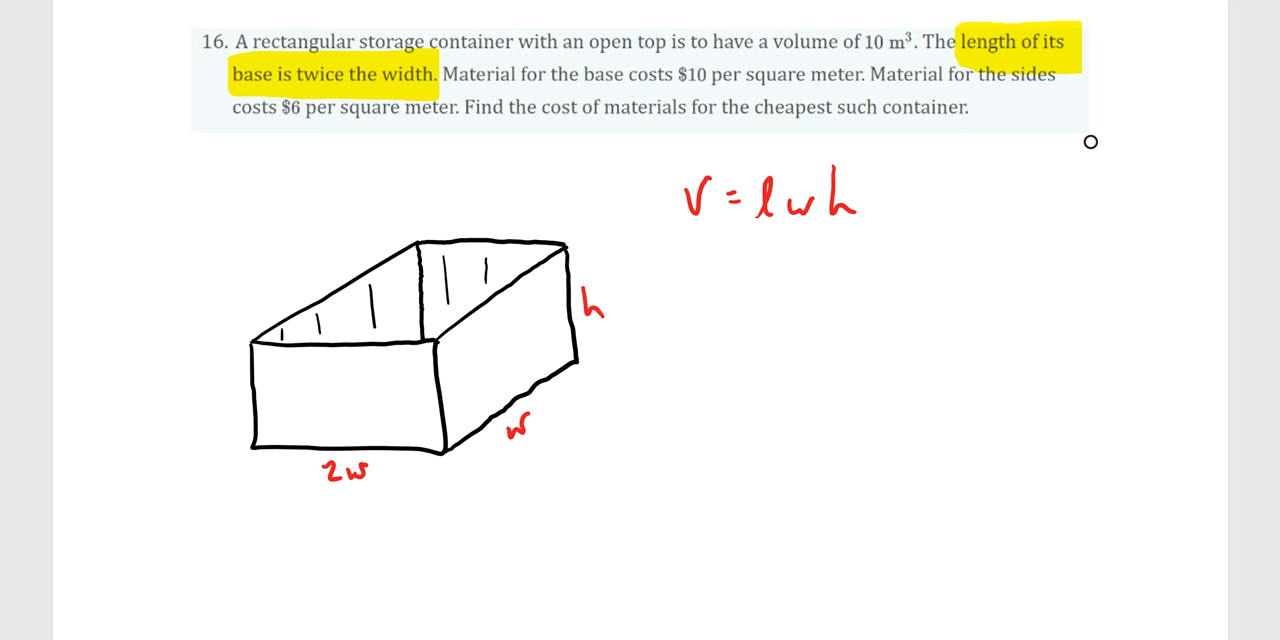 16. A rectangular storage container with an open top is to have a volume of 10 m³. The length of its
base is twice the width. Material for the base costs $10 per square meter. Material for the sides
costs $6 per square meter. Find the cost of materials for the cheapest such container.
V = l w h
h
w
2w